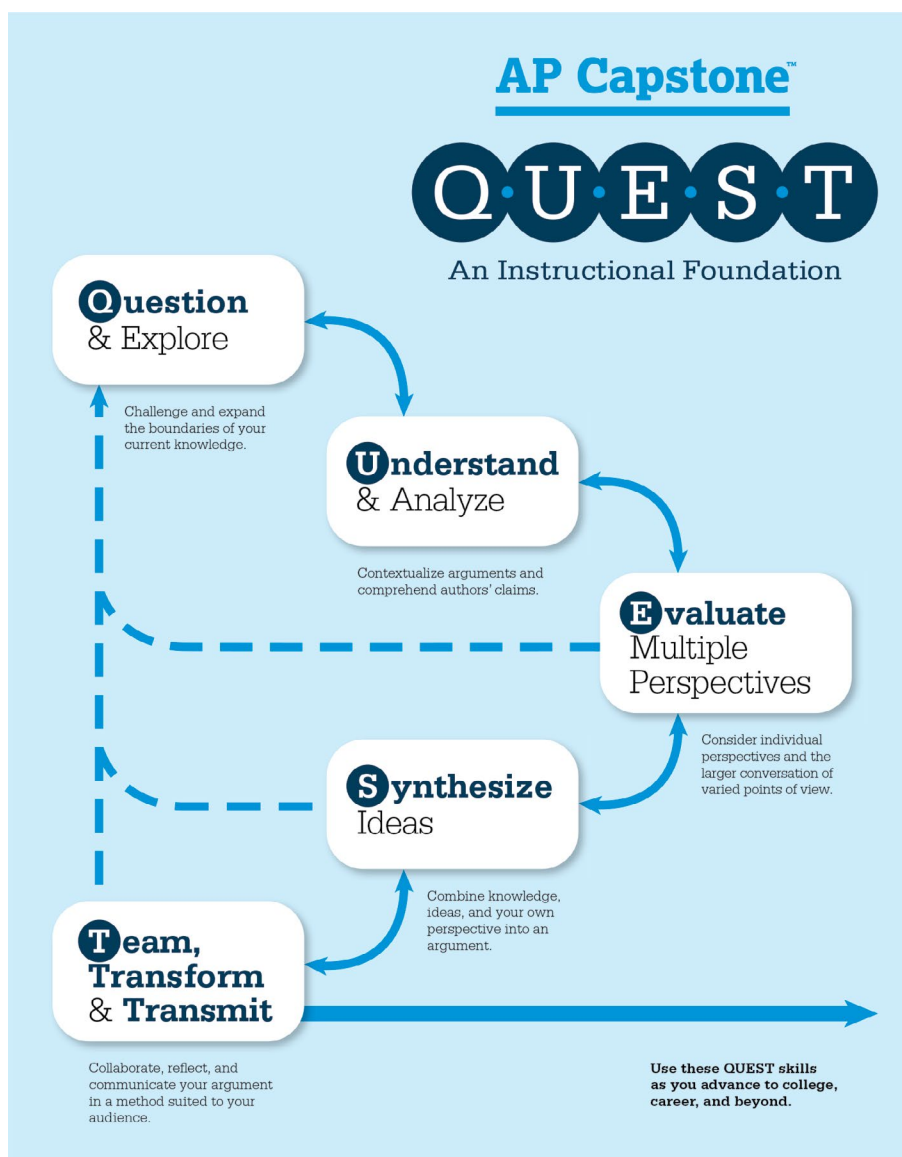 AP Capstone™
Q·U·E·S·T
An Instructional Foundation
Question
& Explore
Challenge and expand
the boundaries of your
current knowledge.
Understand
& Analyze
Contextualize arguments and
comprehend authors’ claims.
Evaluate
Multiple
Perspectives
Consider individual
perspectives and the
larger conversation of
varied points of view.
Synthesize
Ideas
Combine knowledge,
ideas, and your own
perspective into an
argument.
Team,
Transform
& Transmit
Collaborate, reflect, and
communicate your argument
in a method suited to your
audience.
Use these QUEST skills
as you advance to college,
career, and beyond.